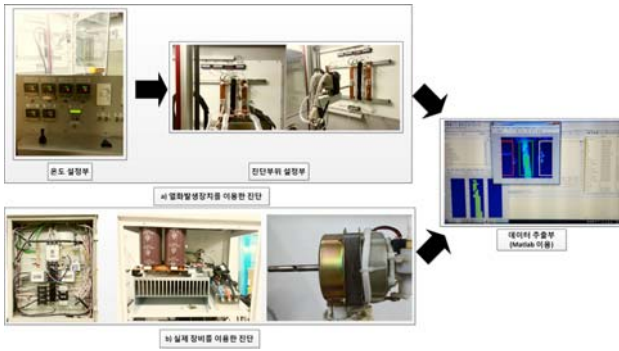 온도 설정부
진단부위 설정부
a) 열화발생장치를 이용한 진단
데이터 추출부
(Matlab 이용)
b) 실제 장비를 이용한 진단